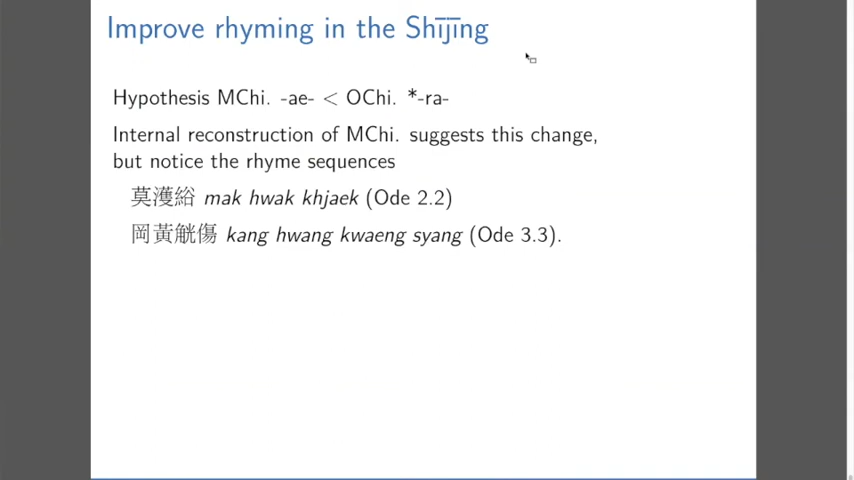 Improve rhyming in the Shījīng
Hypothesis MChi. -ae- < OChi. *-ra-
Internal reconstruction of MChi. suggests this change,
but notice the rhyme sequences
莫濩綌 mak hwak khjaek (Ode 2.2)
岡黃觥傷 kang hwang kwaeng syang (Ode 3.3).